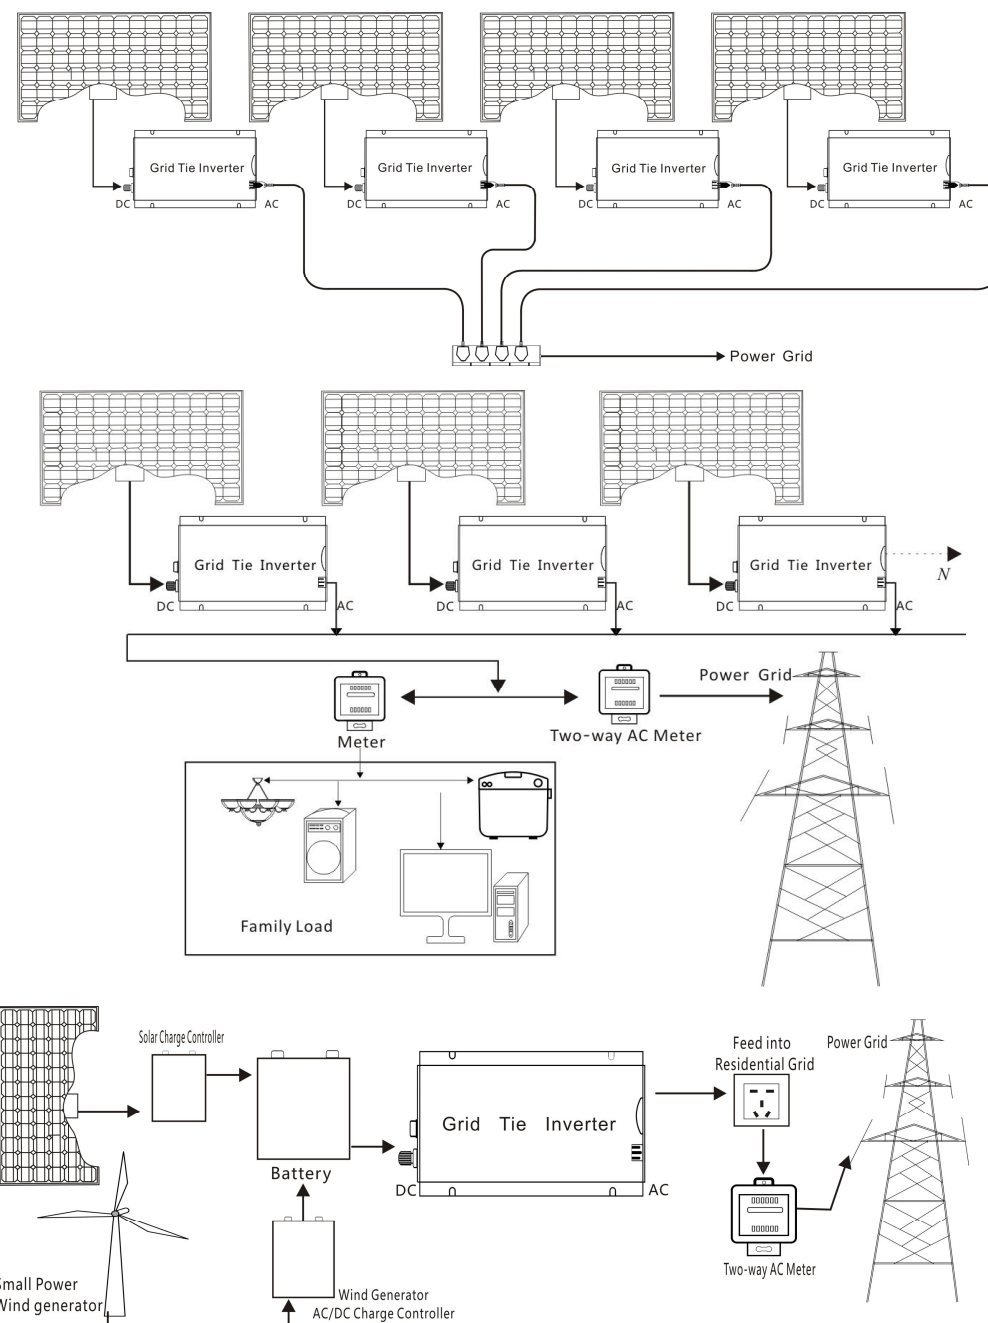 Grid Tie Inverter
DC
AC
Grid Tie Inverter
DC
AC
Grid Tie Inverter
DC
AC
Grid Tie Inverter
DC
AC
Power Grid
Grid Tie Inverter
DC
AC
Grid Tie Inverter
DC
AC
Grid Tie Inverter
DC
AC
N
Power Grid
Meter
Two-way AC Meter
Family Load
Solar Charge Controller
Battery
Grid Tie Inverter
DC
AC
Feed into
Residential Grid
Power Grid
Two-way AC Meter
Small Power
Wind generator
Wind Generator
AC/DC Charge Controller